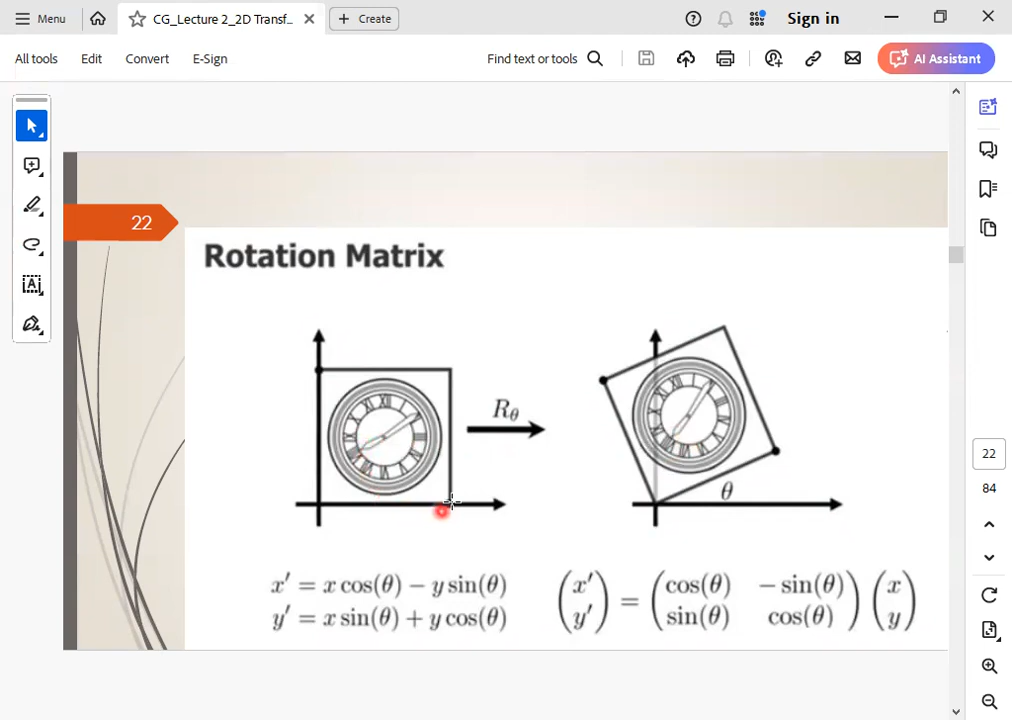 Menu
CG_Lecture 2_2D Transf...
Create
Sign in
All tools
Edit
Convert
E-Sign
Find text or tools
AI Assistant
22
Rotation Matrix
R_θ
θ
x′ = x cos(θ) − y sin(θ)
y′ = x sin(θ) + y cos(θ)
(x′) = (cos(θ) − sin(θ)) (x)
(y′) (sin(θ) cos(θ)) (y)
22
84